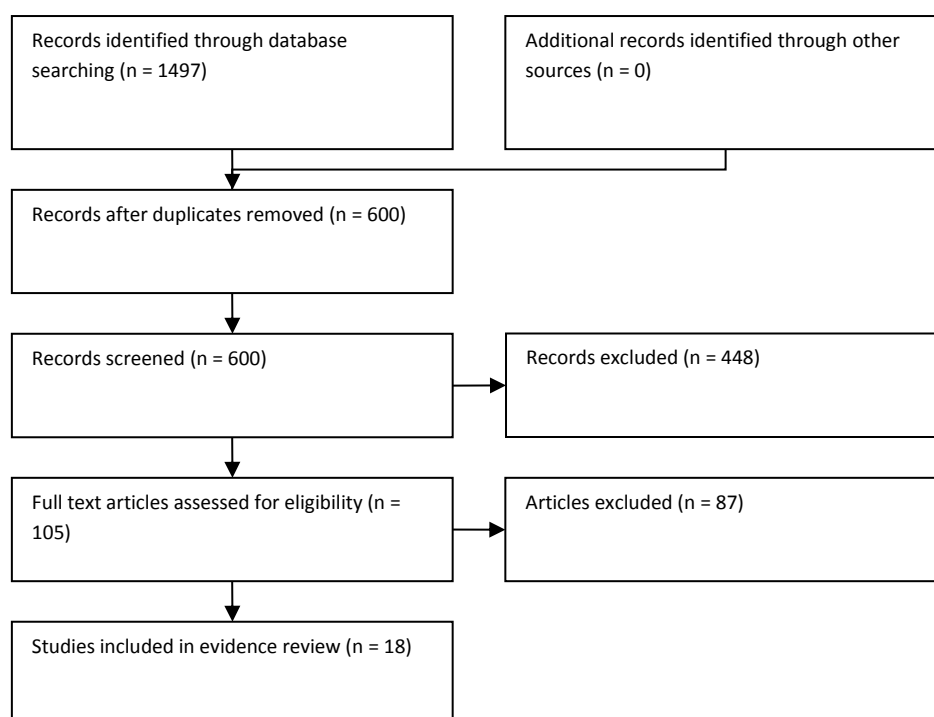 Records identified through database
searching (n = 1497)
Additional records identified through other
sources (n = 0)
Records after duplicates removed (n = 600)
Records screened (n = 600)
Records excluded (n = 448)
Full text articles assessed for eligibility (n =
105)
Articles excluded (n = 87)
Studies included in evidence review (n = 18)